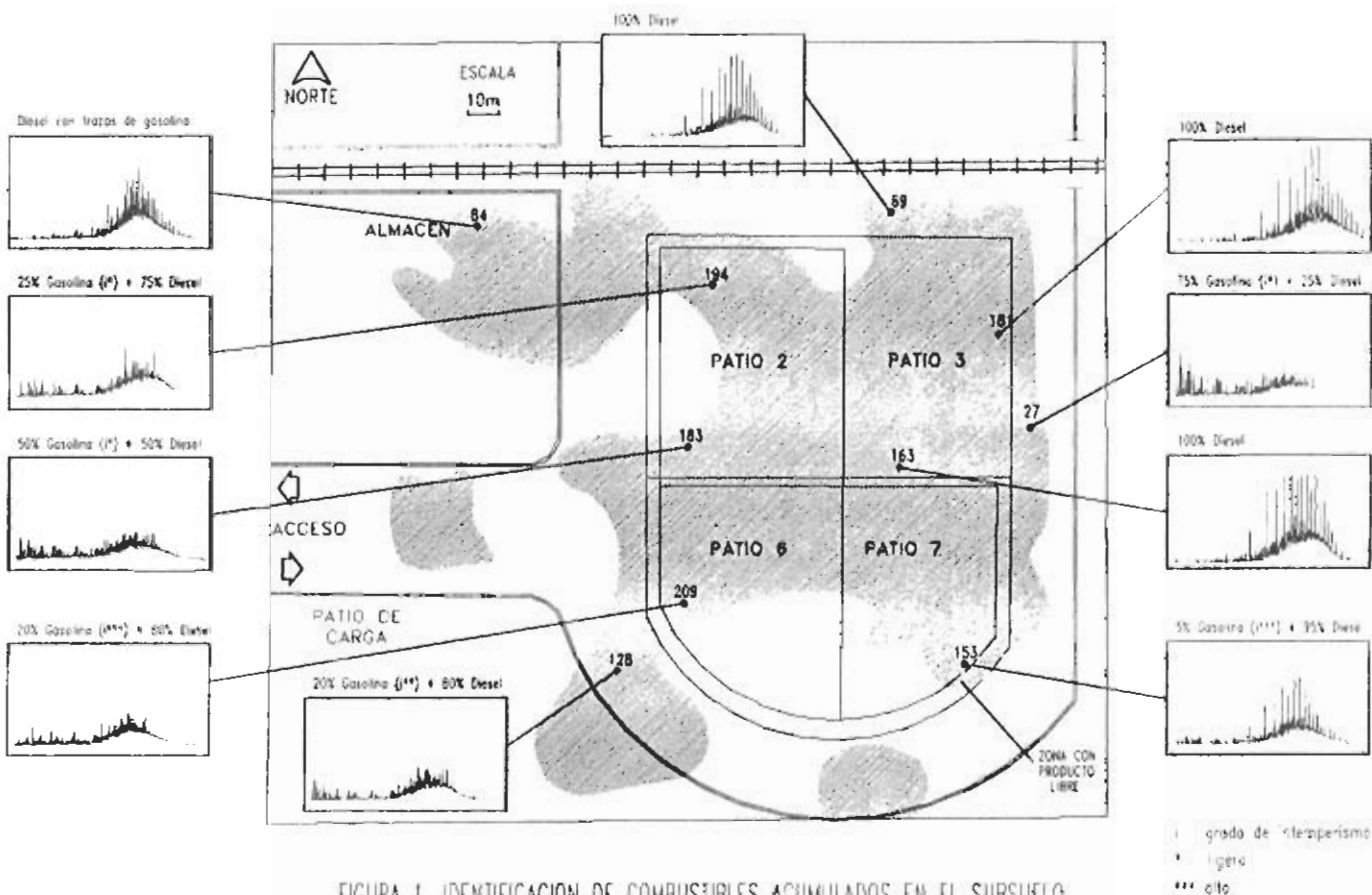 100% Diesel
NORTE
ESCALA
10m
Diesel con trazas de gasolina
100% Diesel
69
84
ALMACEN
25% Gasolina (i*) + 75% Diesel
194
181
75% Gasolina (i*) + 25% Diesel
PATIO 2
PATIO 3
27
50% Gasolina (i*) + 50% Diesel
183
163
100% Diesel
ACCESO
PATIO 6
PATIO 7
209
PATIO DE
CARGA
20% Gasolina (i***) + 80% Diesel
128
153
5% Gasolina (i***) + 95% Diesel
20% Gasolina (i**) + 80% Diesel
ZONA CON
PRODUCTO
LIBRE
i grado de intemperismo
* ligero
*** alto
FIGURA 1. IDENTIFICACION DE COMBUSTIBLES ACUMULADOS EN EL SUBSUELO